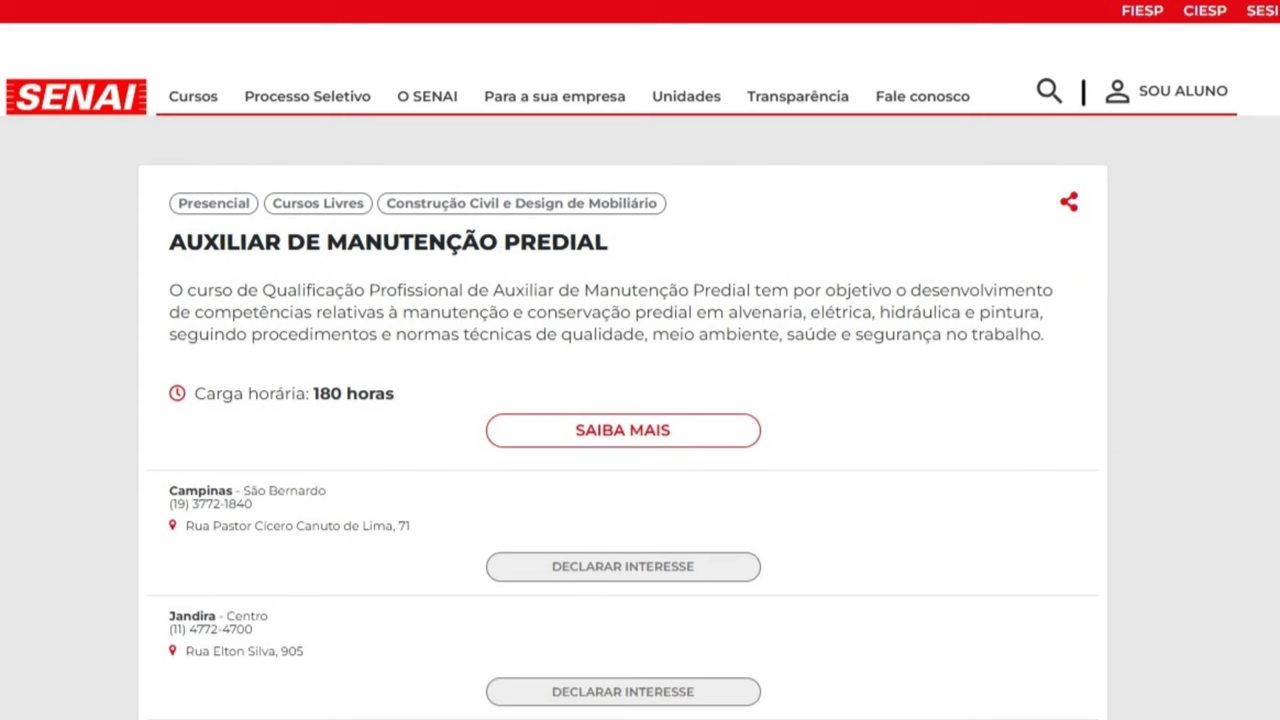 FIESP CIESP SESI
SENAI
Cursos Processo Seletivo O SENAI Para a sua empresa Unidades Transparência Fale conosco SOU ALUNO
Presencial Cursos Livres Construção Civil e Design de Mobiliário
AUXILIAR DE MANUTENÇÃO PREDIAL
O curso de Qualificação Profissional de Auxiliar de Manutenção Predial tem por objetivo o desenvolvimento
de competências relativas à manutenção e conservação predial em alvenaria, elétrica, hidráulica e pintura,
seguindo procedimentos e normas técnicas de qualidade, meio ambiente, saúde e segurança no trabalho.
Carga horária: 180 horas
SAIBA MAIS
Campinas - São Bernardo
(19) 3772-1840
Rua Pastor Cícero Canuto de Lima, 71
DECLARAR INTERESSE
Jandira - Centro
(11) 4772-4700
Rua Elton Silva, 905
DECLARAR INTERESSE